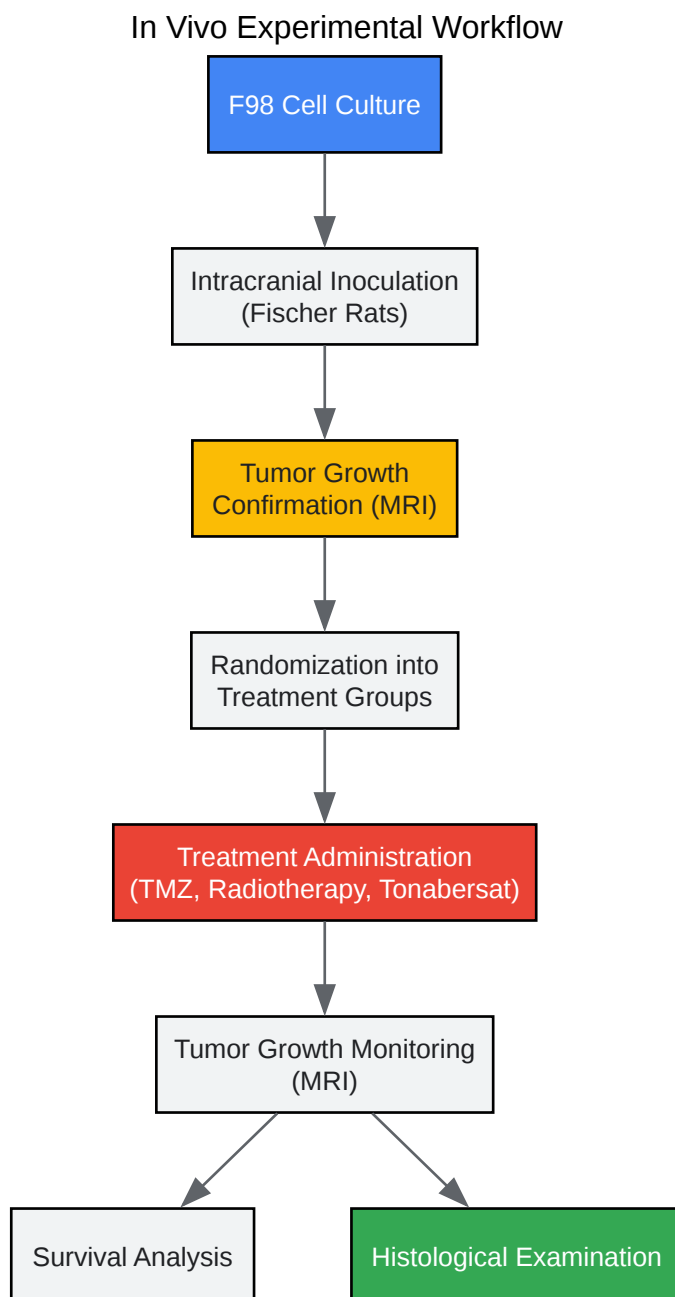 In Vivo Experimental Workflow
F98 Cell Culture
Intracranial Inoculation
(Fischer Rats)
Tumor Growth
Confirmation (MRI)
Randomization into
Treatment Groups
Treatment Administration
(TMZ, Radiotherapy, Tonabersat)
Tumor Growth Monitoring
(MRI)
Survival Analysis
Histological Examination